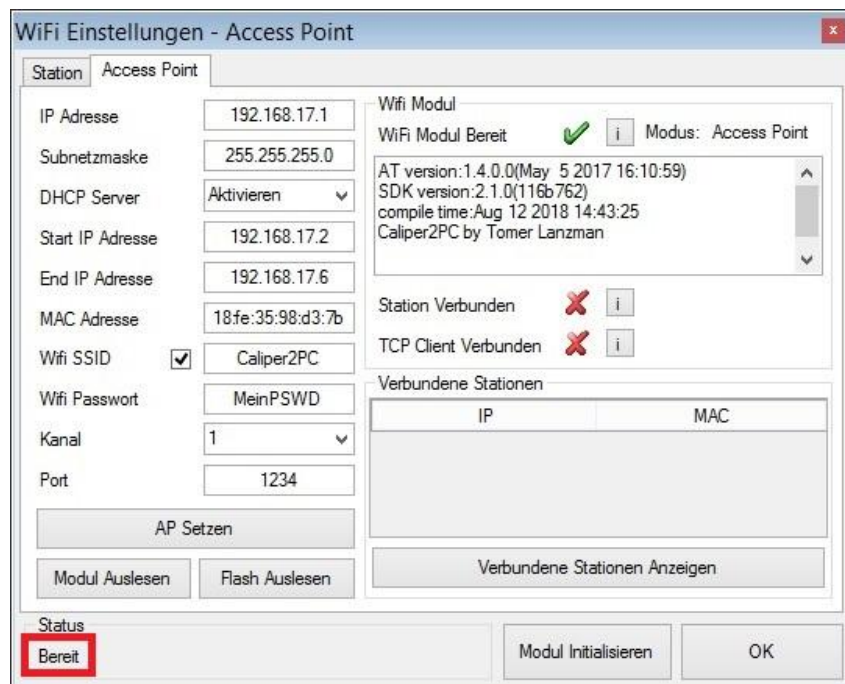 WiFi Einstellungen - Access Point
x
Station
Access Point
IP Adresse
192.168.17.1
Subnetzmaske
255.255.255.0
DHCP Server
Aktivieren
Start IP Adresse
192.168.17.2
End IP Adresse
192.168.17.6
MAC Adresse
18:fe:35:98:d3:7b
Wifi SSID
Caliper2PC
Wifi Passwort
MeinPSWD
Kanal
1
Port
1234
AP Setzen
Modul Auslesen
Flash Auslesen
Wifi Modul
WiFi Modul Bereit
i
Modus: Access Point
AT version:1.4.0.0(May 5 2017 16:10:59)
SDK version:2.1.0(116b762)
compile time:Aug 12 2018 14:43:25
Caliper2PC by Tomer Lanzman
Station Verbunden
i
TCP Client Verbunden
i
Verbundene Stationen
IP
MAC
Verbundene Stationen Anzeigen
Status
Bereit
Modul Initialisieren
OK